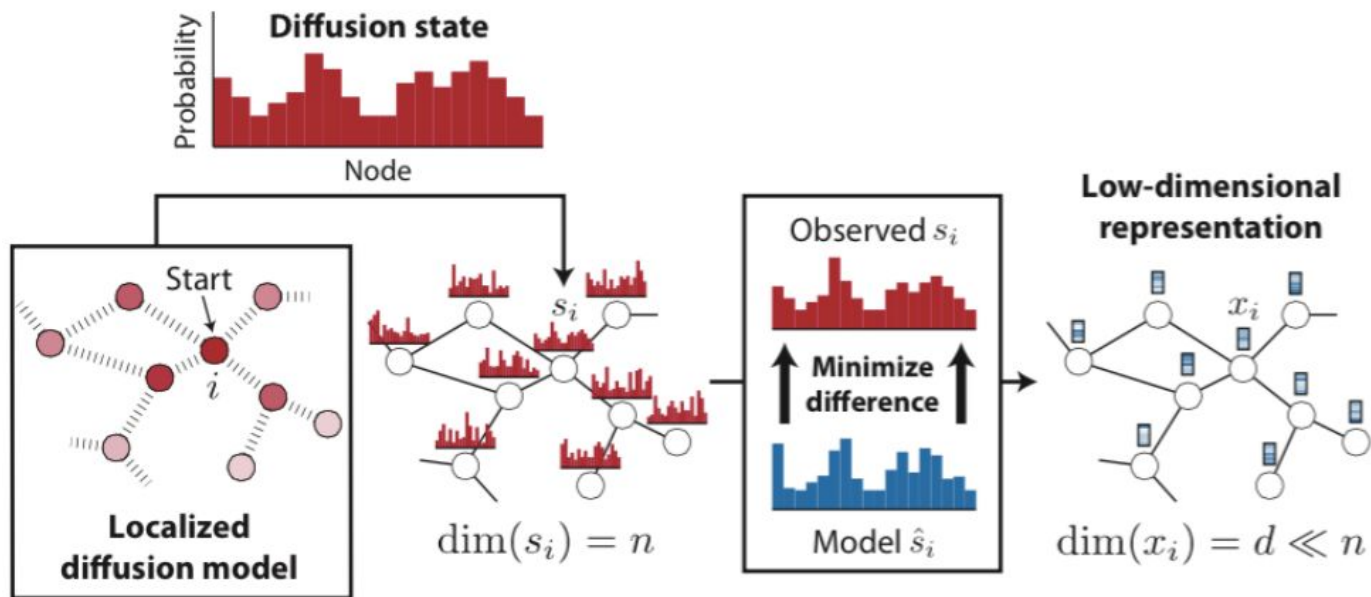 Diffusion state
Probability
Node
Start
i
Localized
diffusion model
s_i
dim(s_i) = n
Observed s_i
Minimize
difference
Model ŝ_i
Low-dimensional
representation
x_i
dim(x_i) = d ≪ n